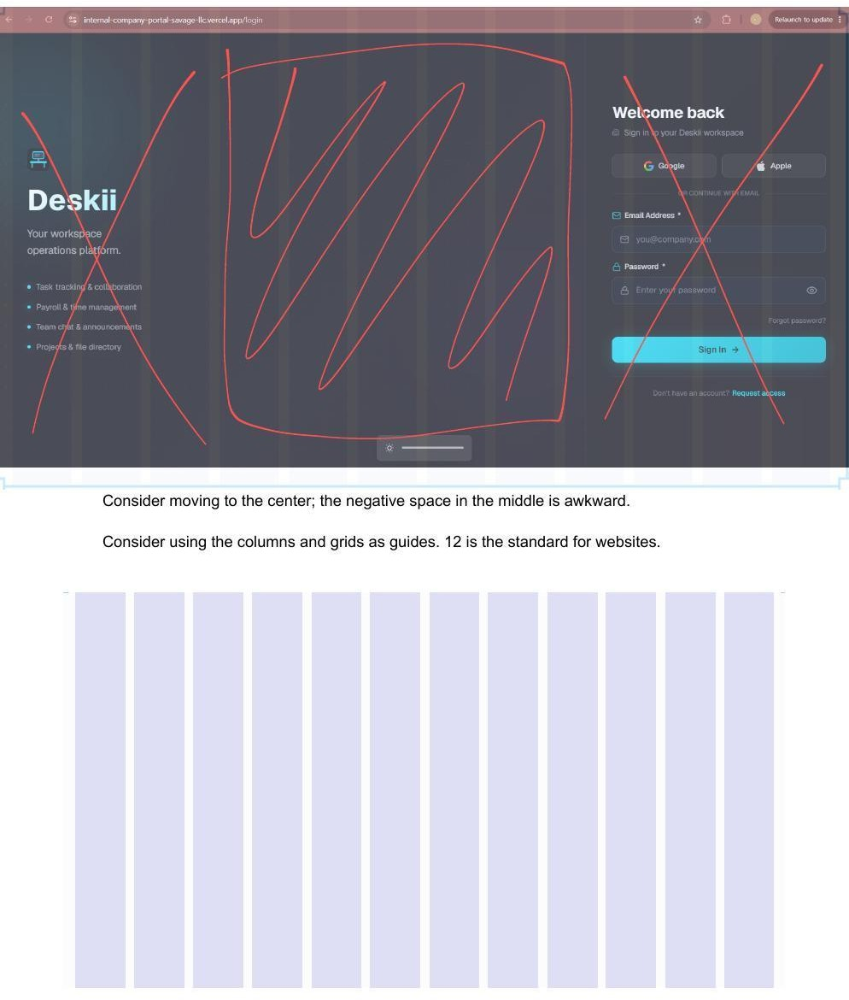 internal-company-portal-savage-llc.vercel.app/login
Relaunch to update
Deskii
Your workspace
operations platform.
Task tracking & collaboration
Payroll & time management
Team chat & announcements
Projects & file directory
Welcome back
Sign in to your Deskii workspace
Google
Apple
OR CONTINUE WITH EMAIL
Email Address *
you@company.com
Password *
Enter your password
Forgot password?
Sign In →
Don't have an account? Request access
Consider moving to the center; the negative space in the middle is awkward.
Consider using the columns and grids as guides. 12 is the standard for websites.